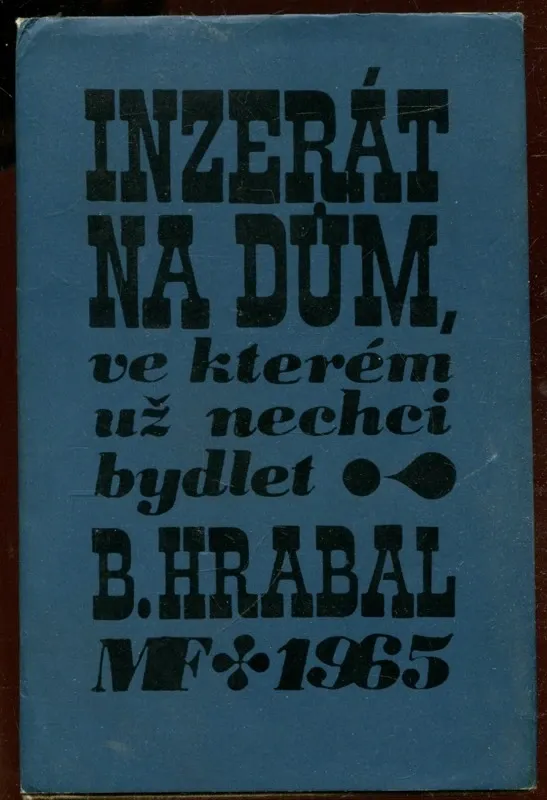 INZERÁT
NA DŮM,
ve kterém
už nechci
bydlet
B. HRABAL
MF 1965